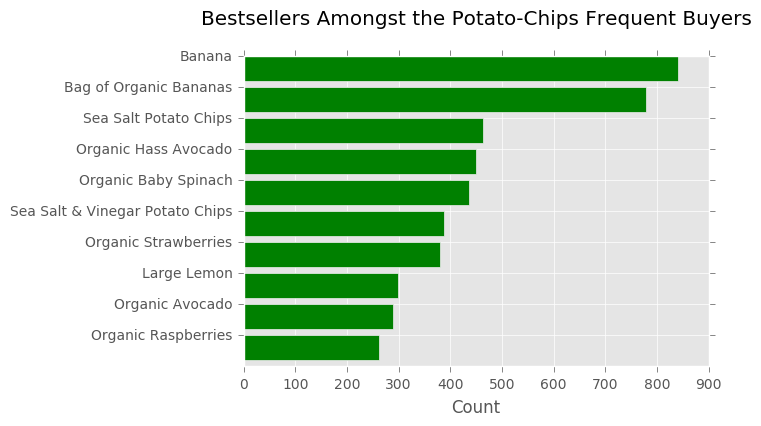 Bestsellers Amongst the Potato-Chips Frequent Buyers
Banana
Bag of Organic Bananas
Sea Salt Potato Chips
Organic Hass Avocado
Organic Baby Spinach
Sea Salt & Vinegar Potato Chips
Organic Strawberries
Large Lemon
Organic Avocado
Organic Raspberries
0 100 200 300 400 500 600 700 800 900
Count